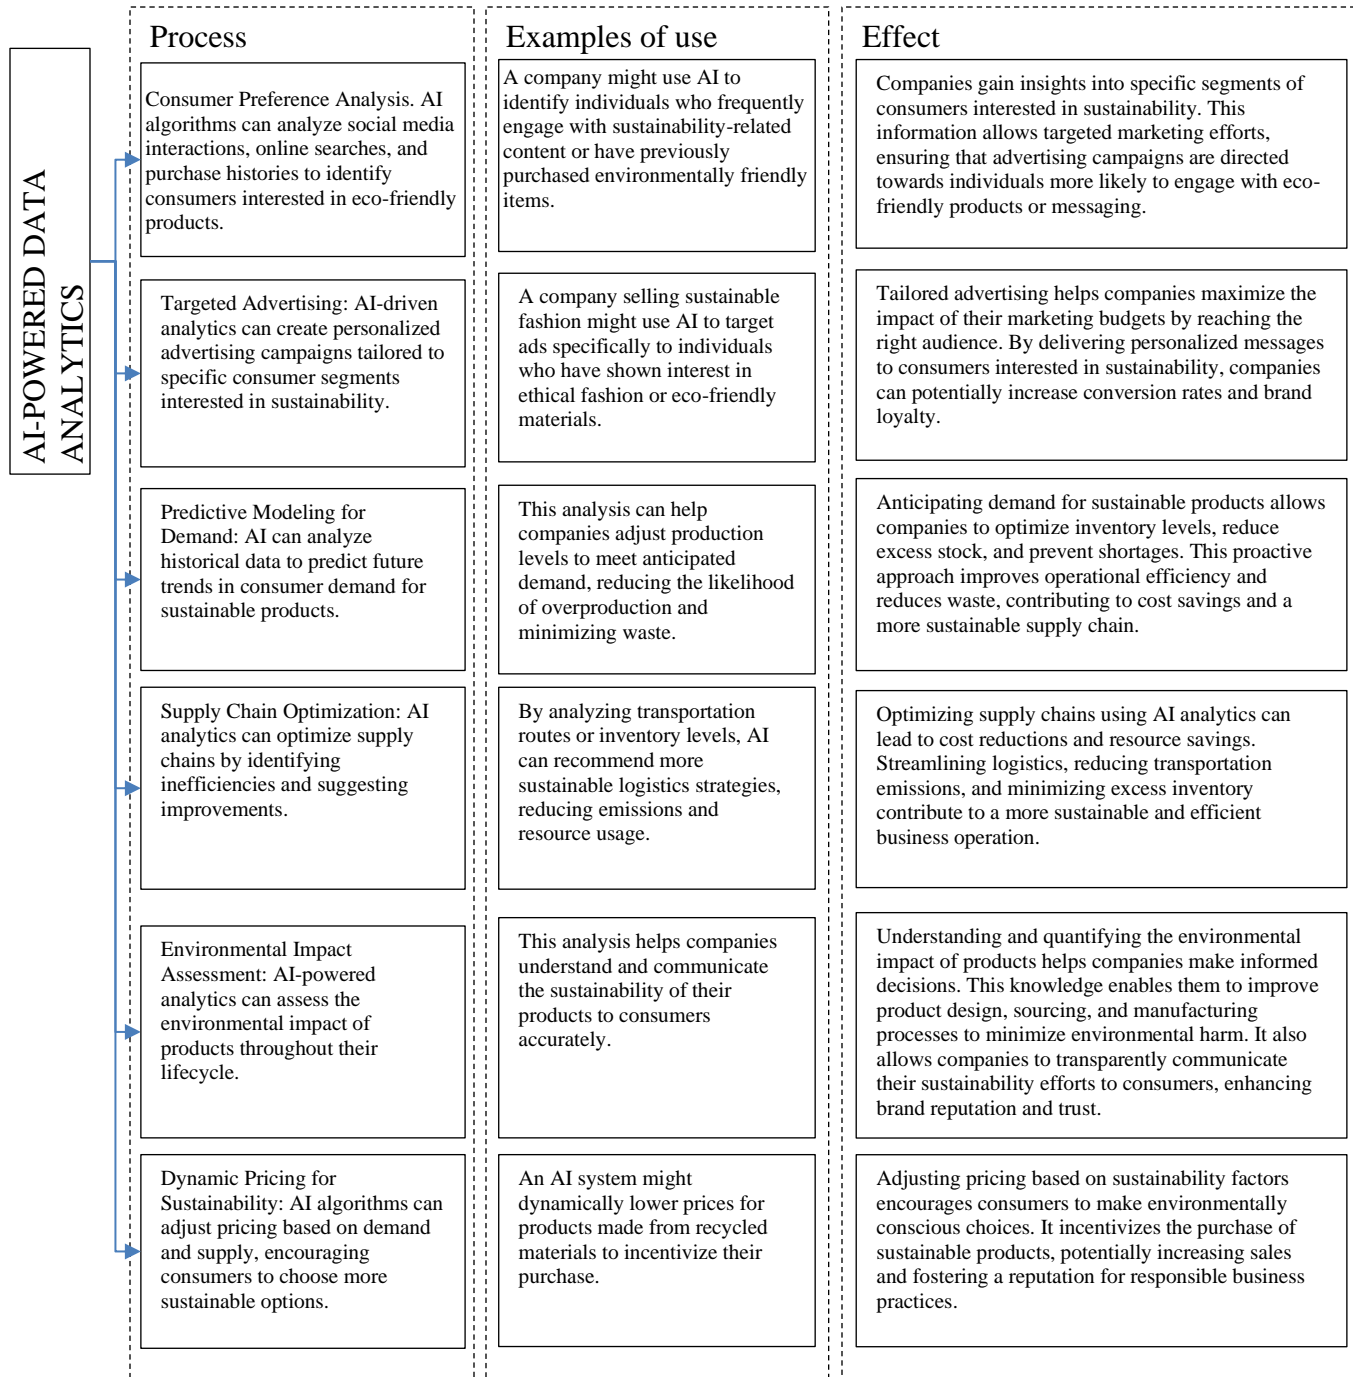 AI-POWERED DATA
ANALYTICS
Process
Examples of use
Effect
Consumer Preference Analysis. AI
algorithms can analyze social media
interactions, online searches, and
purchase histories to identify
consumers interested in eco-friendly
products.
A company might use AI to
identify individuals who frequently
engage with sustainability-related
content or have previously
purchased environmentally friendly
items.
Companies gain insights into specific segments of
consumers interested in sustainability. This
information allows targeted marketing efforts,
ensuring that advertising campaigns are directed
towards individuals more likely to engage with eco-
friendly products or messaging.
Targeted Advertising: AI-driven
analytics can create personalized
advertising campaigns tailored to
specific consumer segments
interested in sustainability.
A company selling sustainable
fashion might use AI to target
ads specifically to individuals
who have shown interest in
ethical fashion or eco-friendly
materials.
Tailored advertising helps companies maximize the
impact of their marketing budgets by reaching the
right audience. By delivering personalized messages
to consumers interested in sustainability, companies
can potentially increase conversion rates and brand
loyalty.
Predictive Modeling for
Demand: AI can analyze
historical data to predict future
trends in consumer demand for
sustainable products.
This analysis can help
companies adjust production
levels to meet anticipated
demand, reducing the likelihood
of overproduction and
minimizing waste.
Anticipating demand for sustainable products allows
companies to optimize inventory levels, reduce
excess stock, and prevent shortages. This proactive
approach improves operational efficiency and
reduces waste, contributing to cost savings and a
more sustainable supply chain.
Supply Chain Optimization: AI
analytics can optimize supply
chains by identifying
inefficiencies and suggesting
improvements.
By analyzing transportation
routes or inventory levels, AI
can recommend more
sustainable logistics strategies,
reducing emissions and
resource usage.
Optimizing supply chains using AI analytics can
lead to cost reductions and resource savings.
Streamlining logistics, reducing transportation
emissions, and minimizing excess inventory
contribute to a more sustainable and efficient
business operation.
Environmental Impact
Assessment: AI-powered
analytics can assess the
environmental impact of
products throughout their
lifecycle.
This analysis helps companies
understand and communicate
the sustainability of their
products to consumers
accurately.
Understanding and quantifying the environmental
impact of products helps companies make informed
decisions. This knowledge enables them to improve
product design, sourcing, and manufacturing
processes to minimize environmental harm. It also
allows companies to transparently communicate
their sustainability efforts to consumers, enhancing
brand reputation and trust.
Dynamic Pricing for
Sustainability: AI algorithms can
adjust pricing based on demand
and supply, encouraging
consumers to choose more
sustainable options.
An AI system might
dynamically lower prices for
products made from recycled
materials to incentivize their
purchase.
Adjusting pricing based on sustainability factors
encourages consumers to make environmentally
conscious choices. It incentivizes the purchase of
sustainable products, potentially increasing sales
and fostering a reputation for responsible business
practices.